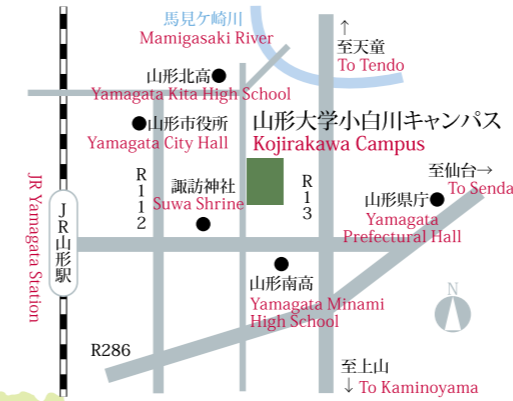 馬見ケ崎川
Mamigasaki River
↑
至天童
To Tendo
山形北高
Yamagata Kita High School
山形市役所
Yamagata City Hall
山形大学小白川キャンパス
Kojirakawa Campus
R112
諏訪神社
Suwa Shrine
R13
至仙台→
To Senda
山形県庁
Yamagata
Prefectural Hall
JR Yamagata Station
JR山形駅
山形南高
Yamagata Minami
High School
N
R286
至上山
↓ To Kaminoyama